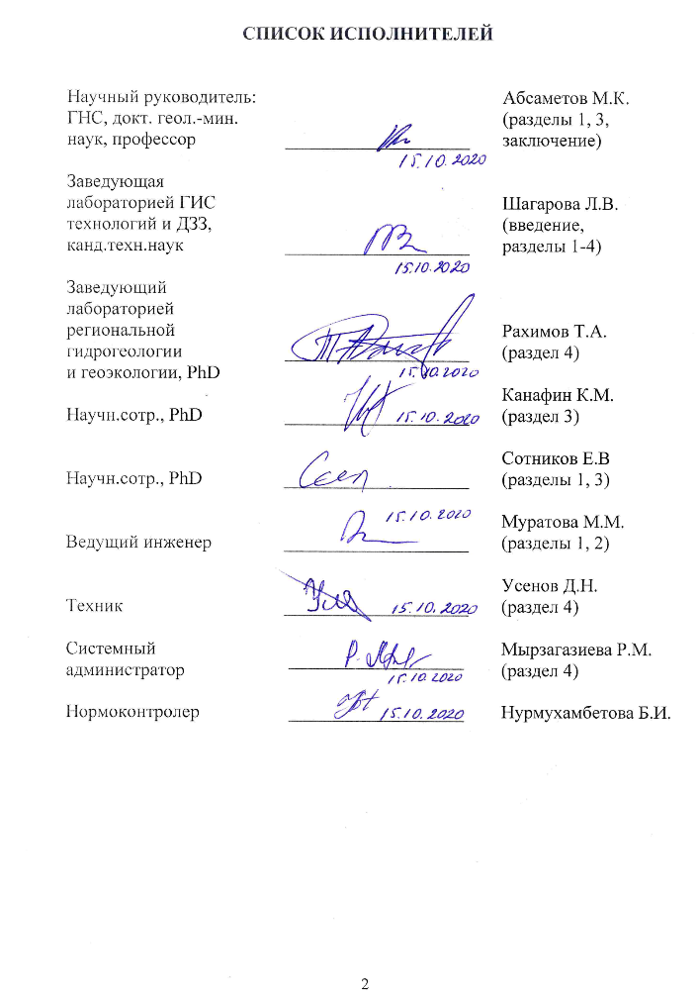 СПИСОК ИСПОЛНИТЕЛЕЙ
Научный руководитель:
ГНС, докт. геол.-мин.
наук, профессор
Абсаметов М.К.
(разделы 1, 3,
заключение)
15.10.2020
Заведующая
лабораторией ГИС
технологий и ДЗЗ,
канд.техн.наук
Шагарова Л.В.
(введение,
разделы 1-4)
15.10.2020
Заведующий
лабораторией
региональной
гидрогеологии
и геоэкологии, PhD
Рахимов Т.А.
(раздел 4)
15.10.2020
Научн.сотр., PhD
15.10.2020
Канафин К.М.
(раздел 3)
Научн.сотр., PhD
Сотников Е.В
(разделы 1, 3)
15.10.2020
Ведущий инженер
Муратова М.М.
(разделы 1, 2)
Техник
15.10.2020
Усенов Д.Н.
(раздел 4)
Системный
администратор
Мырзагазиева Р.М.
(раздел 4)
15.10.2020
Нормоконтролер
15.10.2020
Нурмухамбетова Б.И.
2